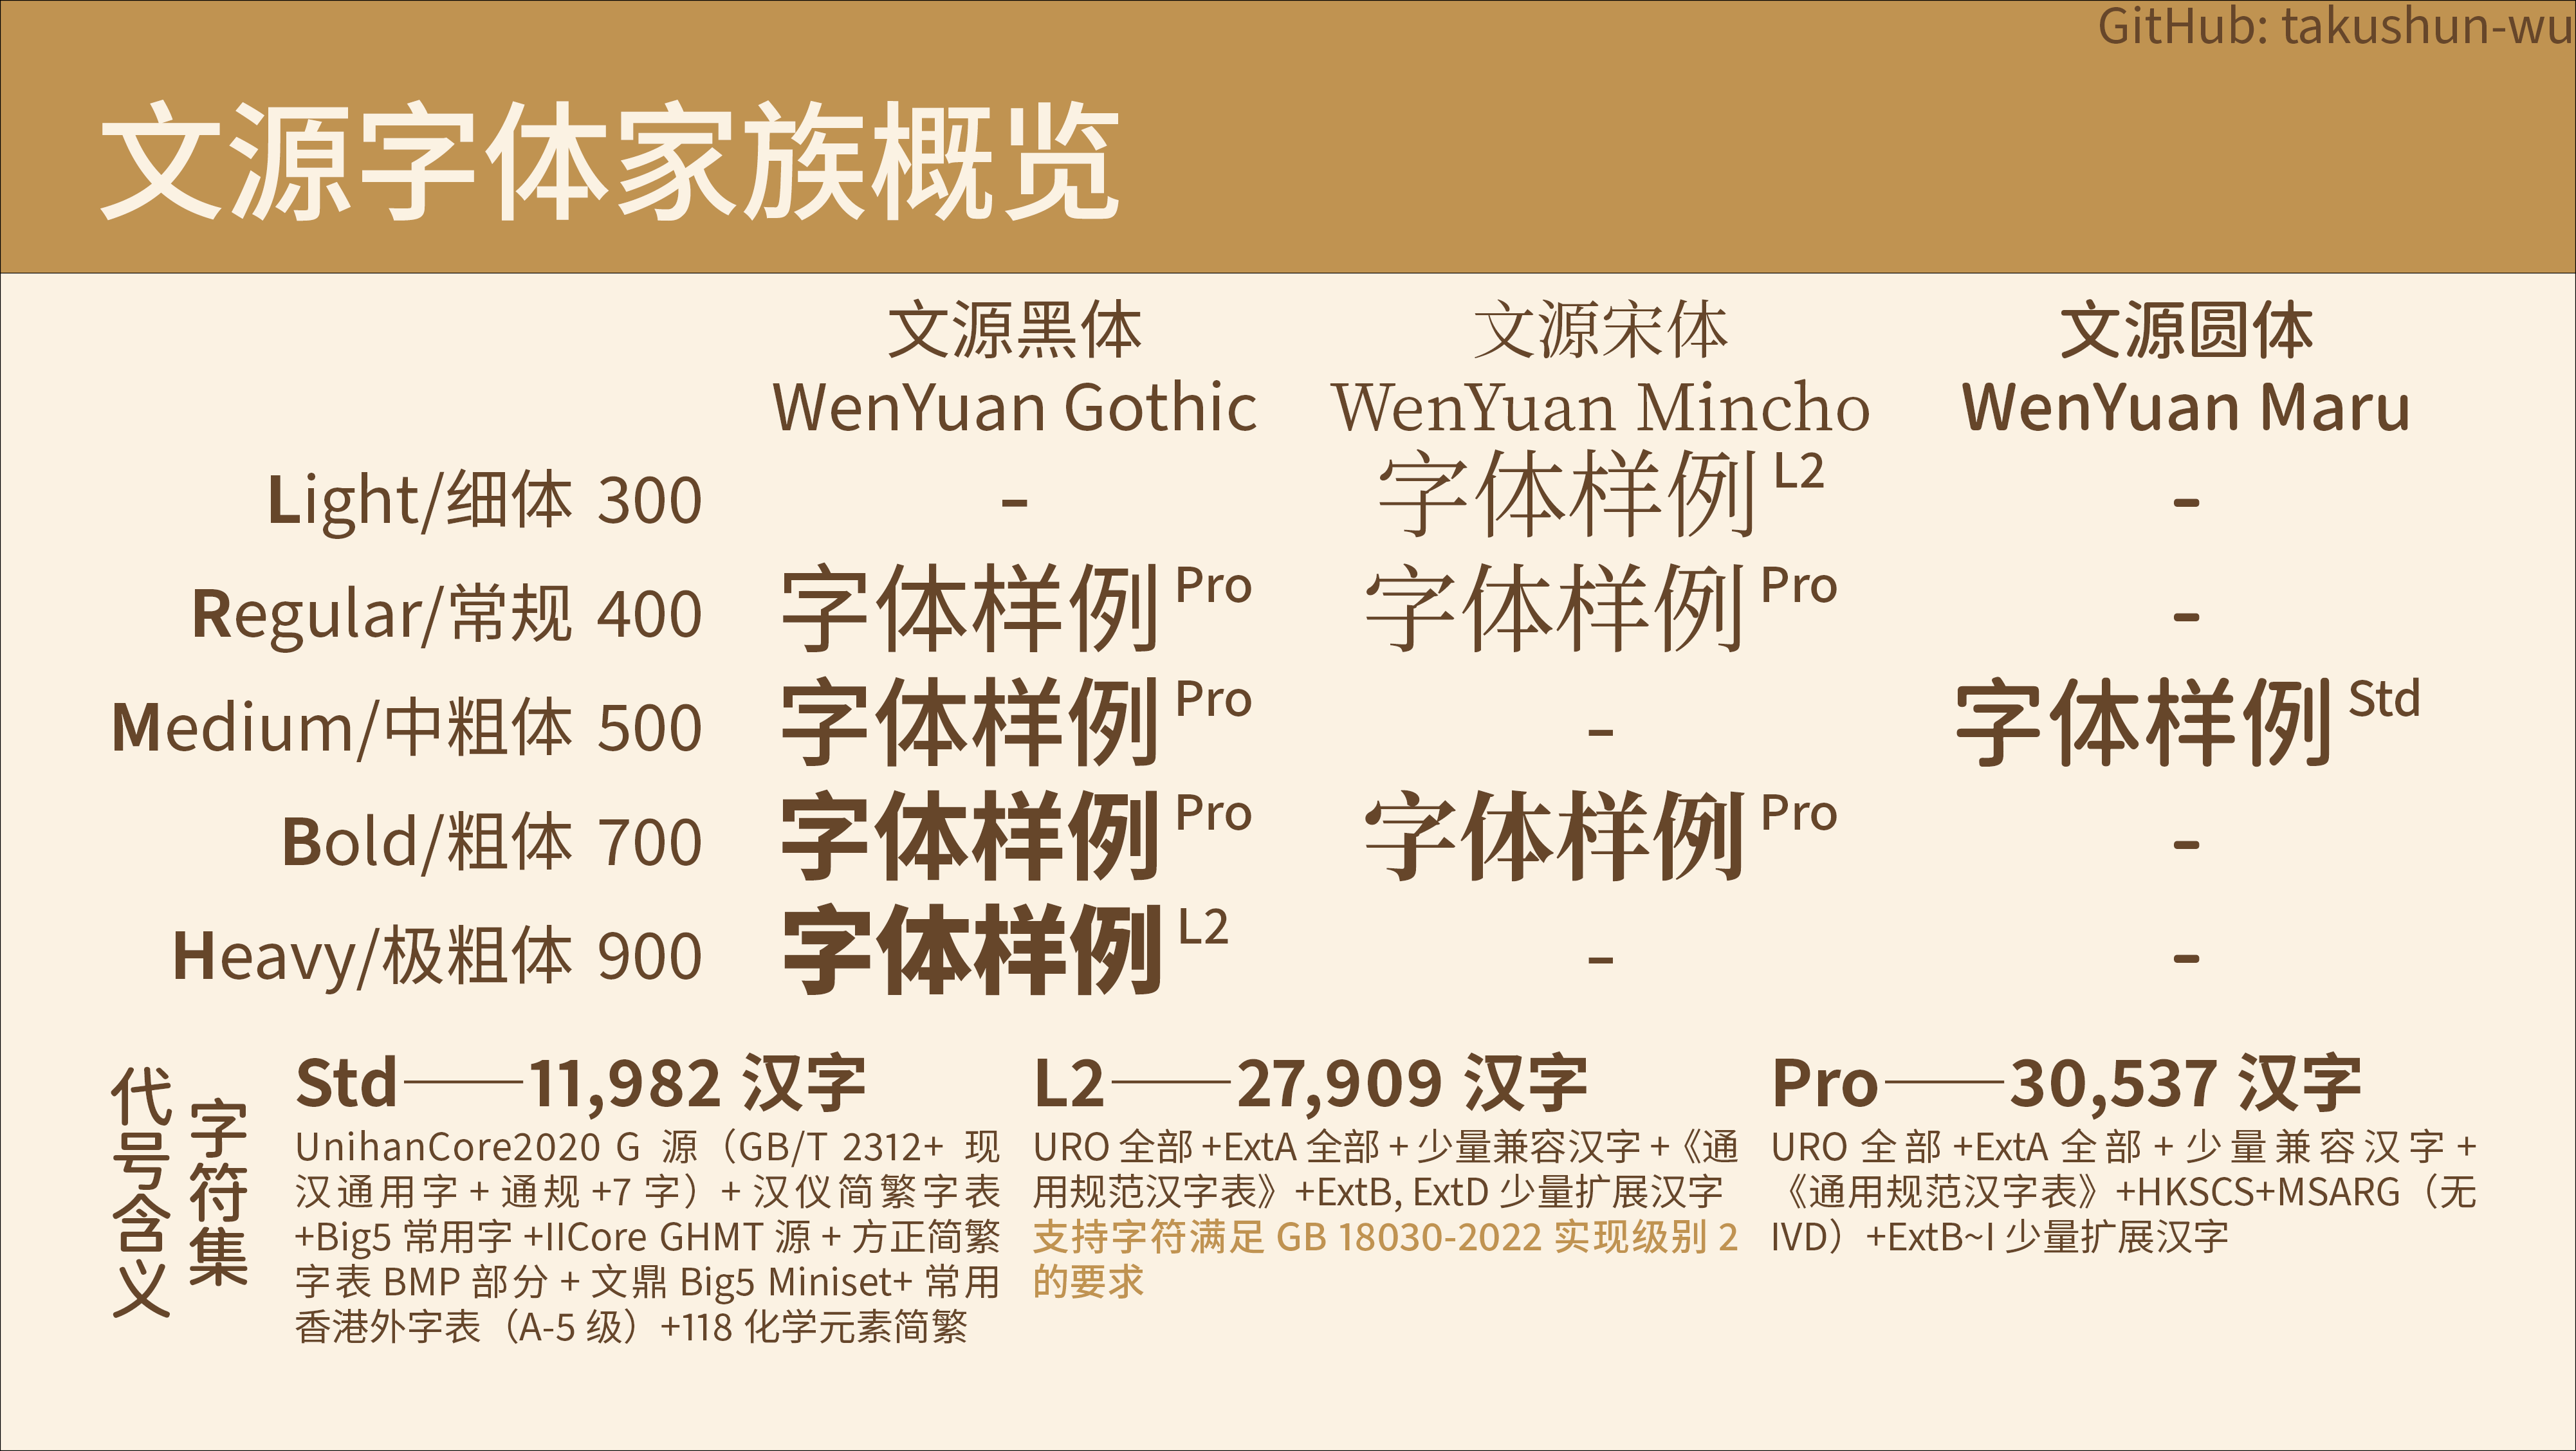 GitHub: takushun-wu
文源字体家族概览
文源黑体
WenYuan Gothic
文源宋体
WenYuan Mincho
文源圆体
WenYuan Maru
Light/细体 300
-
字体样例 L2
-
Regular/常规 400
字体样例 Pro
字体样例 Pro
-
Medium/中粗体 500
字体样例 Pro
-
字体样例 Std
Bold/粗体 700
字体样例 Pro
字体样例 Pro
-
Heavy/极粗体 900
字体样例 L2
-
-
字符集
代号含义
Std——11,982 汉字
UnihanCore2020 G 源（GB/T 2312+ 现
汉通用字 + 通规 +7 字）+ 汉仪简繁字表
+Big5 常用字 +IICore GHMT 源 + 方正简繁
字表 BMP 部分 + 文鼎 Big5 Miniset+ 常用
香港外字表（A-5 级）+118 化学元素简繁
L2——27,909 汉字
URO 全部 +ExtA 全部 + 少量兼容汉字 +《通
用规范汉字表》+ExtB, ExtD 少量扩展汉字
支持字符满足 GB 18030-2022 实现级别 2
的要求
Pro——30,537 汉字
URO 全部 +ExtA 全部 + 少量兼容汉字 +
《通用规范汉字表》+HKSCS+MSARG（无
IVD）+ExtB~I 少量扩展汉字